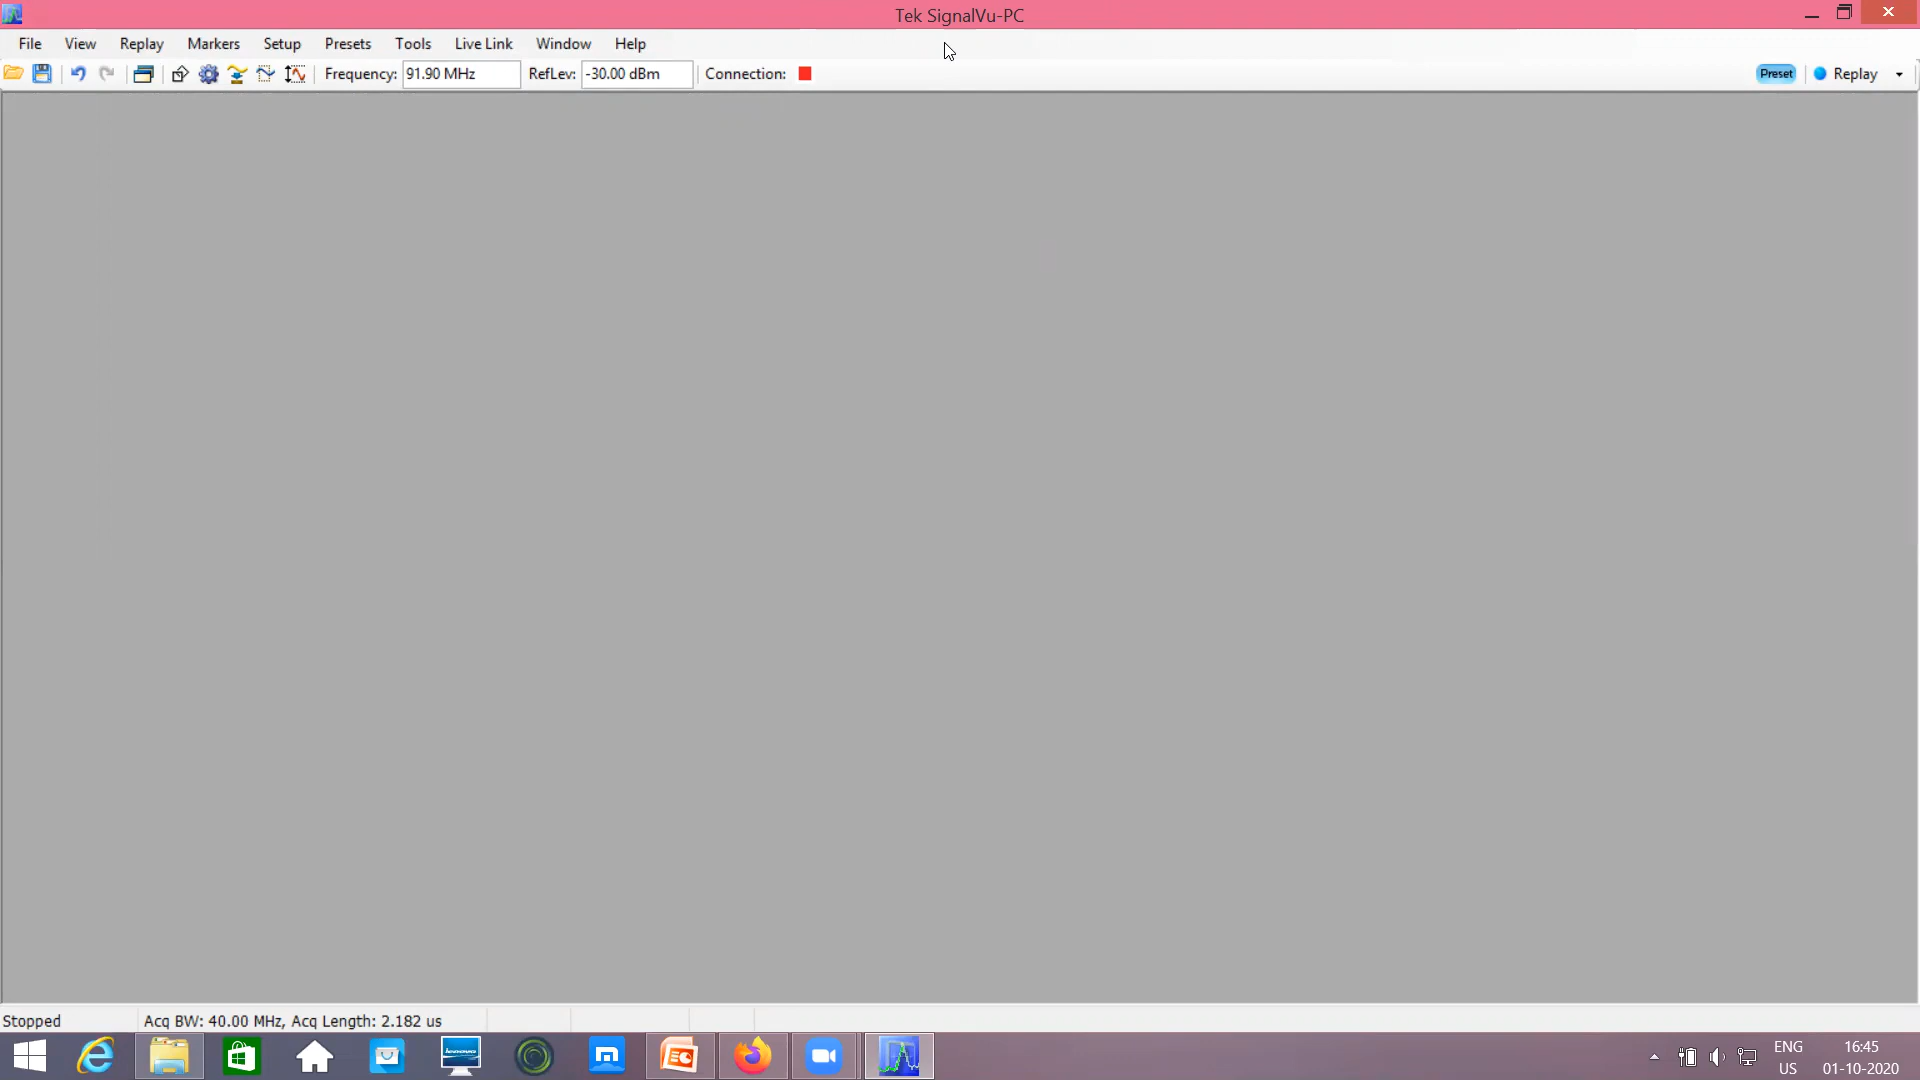 Tek SignalVu-PC
File View Replay Markers Setup Presets Tools Live Link Window Help
Frequency: 91.90 MHz RefLev: -30.00 dBm Connection: Preset Replay
Stopped Acq BW: 40.00 MHz, Acq Length: 2.182 us
ENG 16:45
US 01-10-2020